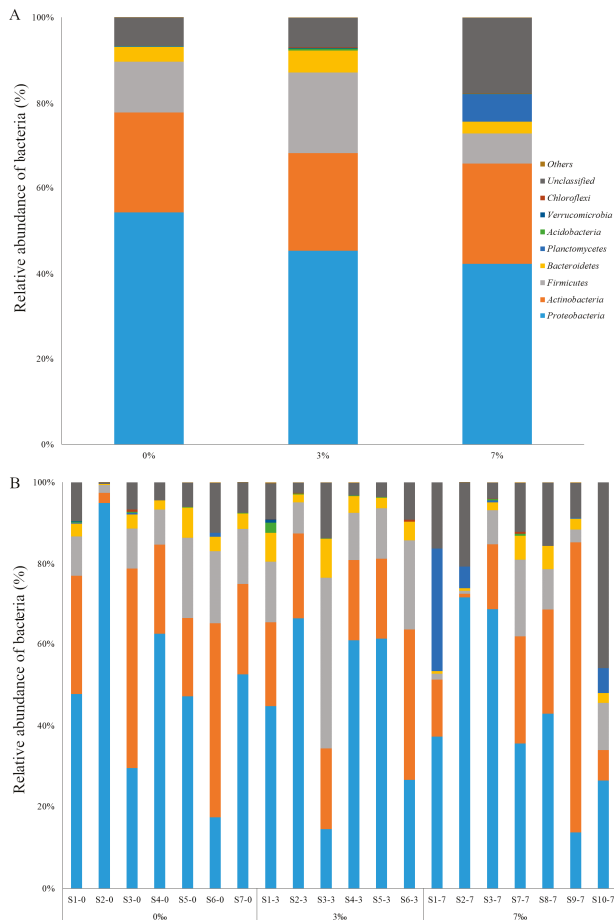 A
Relative abundance of bacteria (%)
100%
80%
60%
40%
20%
0%
0%
3%
7%
Others
Unclassified
Chloroflexi
Verrucomicrobia
Acidobacteria
Planctomycetes
Bacteroidetes
Firmicutes
Actinobacteria
Proteobacteria
B
Relative abundance of bacteria (%)
100%
80%
60%
40%
20%
0%
S1-0 S2-0 S3-0 S4-0 S5-0 S6-0 S7-0 S1-3 S2-3 S3-3 S4-3 S5-3 S6-3 S1-7 S2-7 S3-7 S7-7 S8-7 S9-7 S10-7
0‰ 3‰ 7‰